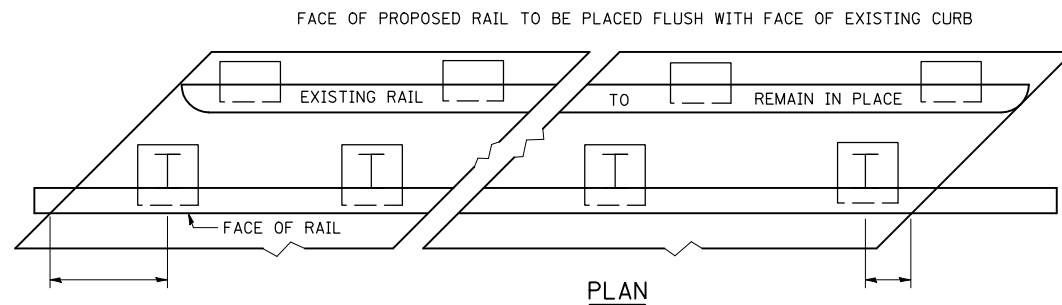 FACE OF PROPOSED RAIL TO BE PLACED FLUSH WITH FACE OF EXISTING CURB
EXISTING RAIL TO REMAIN IN PLACE
FACE OF RAIL
PLAN